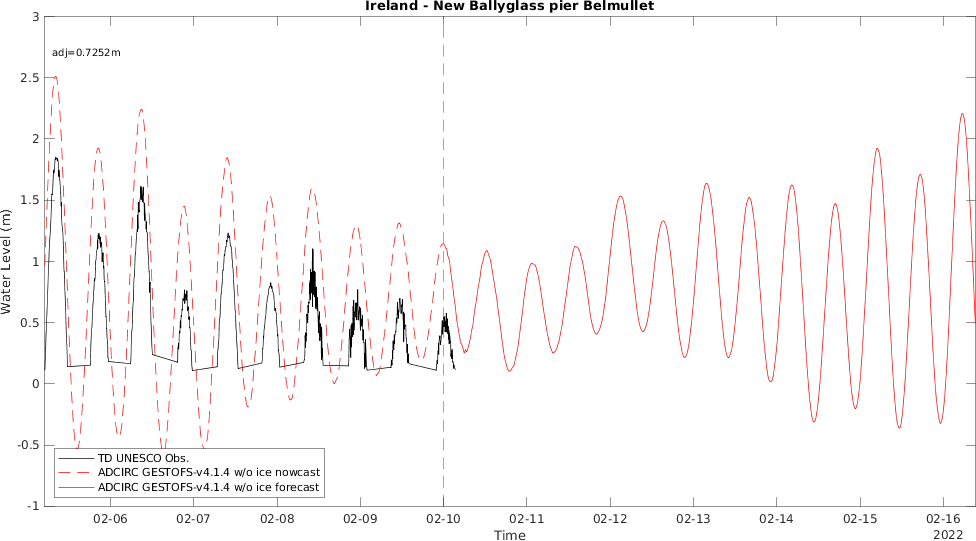 Ireland - New Ballyglass pier Belmullet
adj=0.7252m
3
2.5
2
1.5
1
0.5
0
-0.5
-1
Water Level (m)
TD UNESCO Obs.
ADCIRC GESTOFS-v4.1.4 w/o ice nowcast
ADCIRC GESTOFS-v4.1.4 w/o ice forecast
02-06 02-07 02-08 02-09 02-10 02-11 02-12 02-13 02-14 02-15 02-16
Time
2022